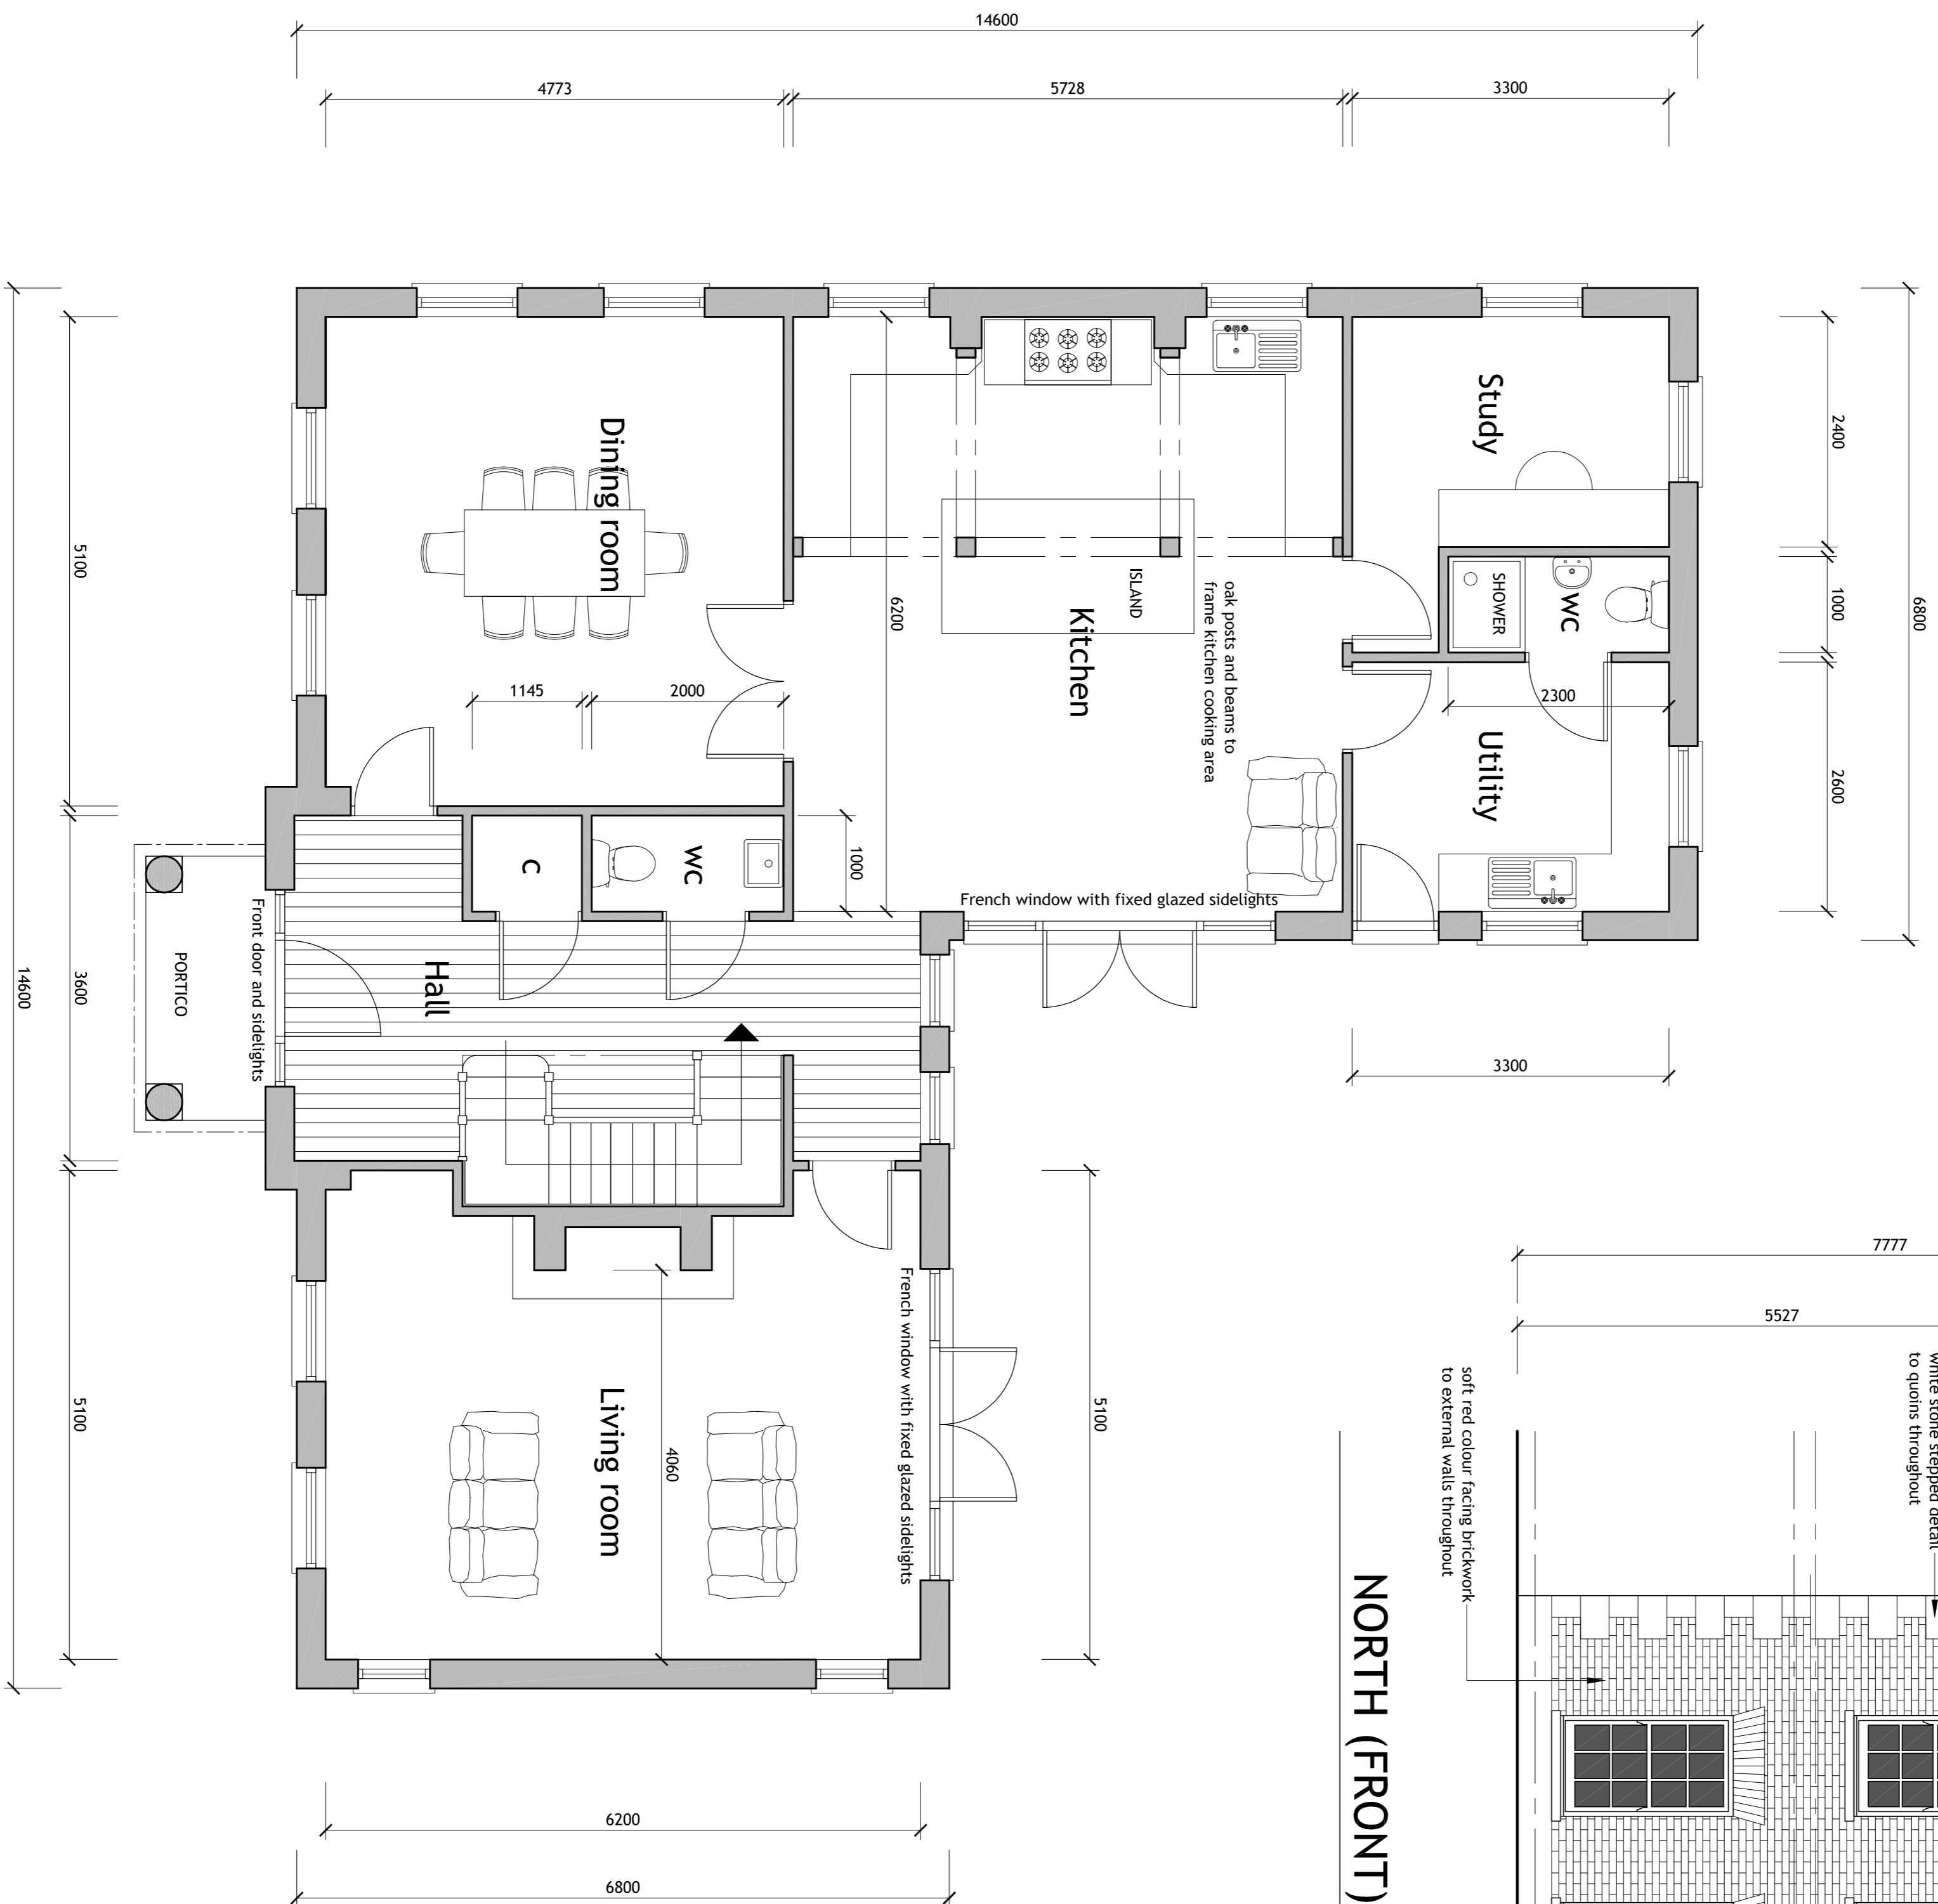 14600
4773
5728
3300
6800
2400
1000
2600
5100
3600
5100
14600
Dining room
6200
Kitchen
ISLAND
oak posts and beams to
frame kitchen cooking area
Study
SHOWER
WC
2300
Utility
1145
2000
1000
C
WC
French window with fixed glazed sidelights
Hall
PORTICO
Front door and sidelights
3300
5100
French window with fixed glazed sidelights
Living room
4060
6200
6800
7777
5527
white stone stepped detail
to quoins throughout
soft red colour facing brickwork
to external walls throughout
NORTH (FRONT)